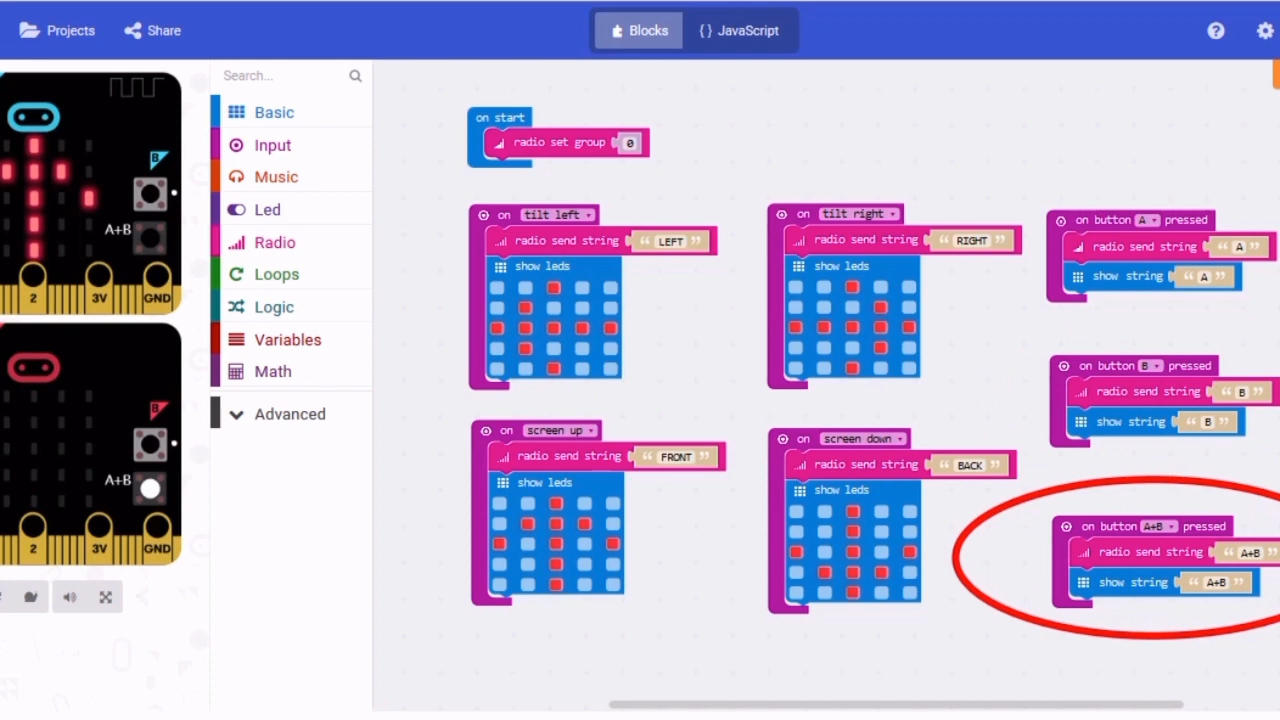 Projects
Share
Blocks
{ } JavaScript
Search...
Basic
Input
Music
Led
Radio
Loops
Logic
Variables
Math
Advanced
B
A+B
2 3V GND
B
A+B
2 3V GND
on start
radio set group 0
on tilt left
radio send string “ LEFT ”
show leds
on tilt right
radio send string “ RIGHT ”
show leds
on button A pressed
radio send string “ A ”
show string “ A ”
on button B pressed
radio send string “ B ”
show string “ B ”
on screen up
radio send string “ FRONT ”
show leds
on screen down
radio send string “ BACK ”
show leds
on button A+B pressed
radio send string “ A+B ”
show string “ A+B ”